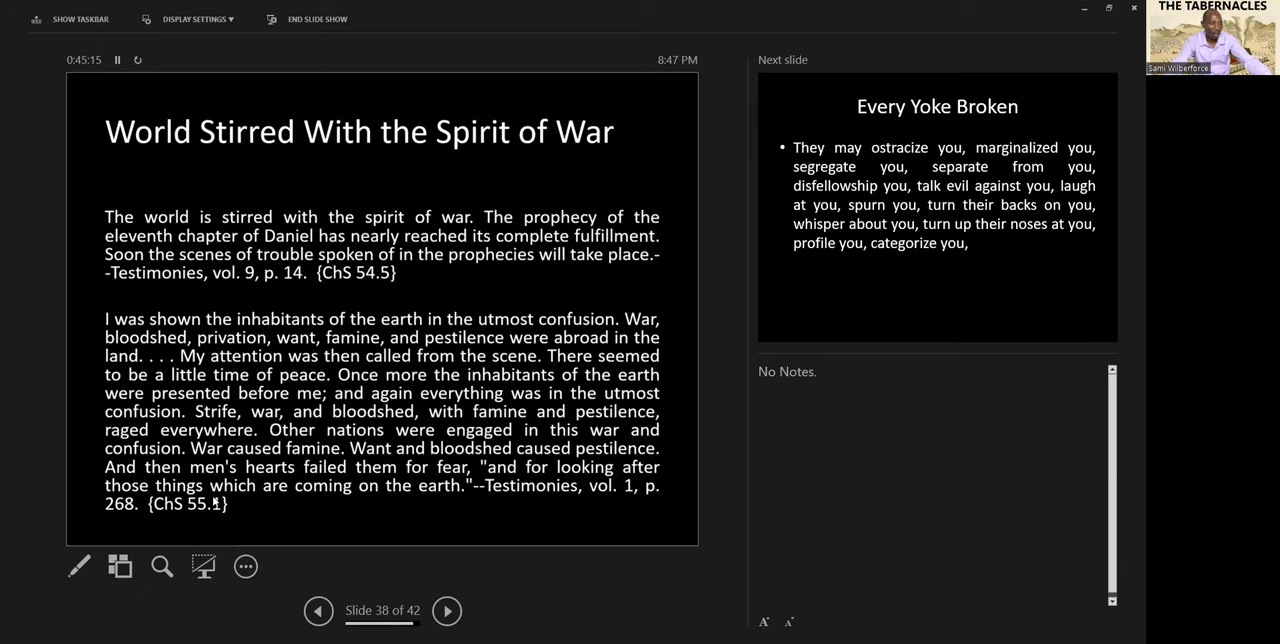 SHOW TASKBAR
DISPLAY SETTINGS ▼
END SLIDE SHOW
THE TABERNACLES
Sami Wilberforce
0:45:15
8:47 PM
World Stirred With the Spirit of War
The world is stirred with the spirit of war. The prophecy of the
eleventh chapter of Daniel has nearly reached its complete fulfillment.
Soon the scenes of trouble spoken of in the prophecies will take place.-
-Testimonies, vol. 9, p. 14. {ChS 54.5}
I was shown the inhabitants of the earth in the utmost confusion. War,
bloodshed, privation, want, famine, and pestilence were abroad in the
land. . . . My attention was then called from the scene. There seemed
to be a little time of peace. Once more the inhabitants of the earth
were presented before me; and again everything was in the utmost
confusion. Strife, war, and bloodshed, with famine and pestilence,
raged everywhere. Other nations were engaged in this war and
confusion. War caused famine. Want and bloodshed caused pestilence.
And then men's hearts failed them for fear, "and for looking after
those things which are coming on the earth."--Testimonies, vol. 1, p.
268. {ChS 55.1}
Slide 38 of 42
Next slide
Every Yoke Broken
• They may ostracize you, marginalized you,
segregate you, separate from you,
disfellowship you, talk evil against you, laugh
at you, spurn you, turn their backs on you,
whisper about you, turn up their noses at you,
profile you, categorize you,
No Notes.
A A